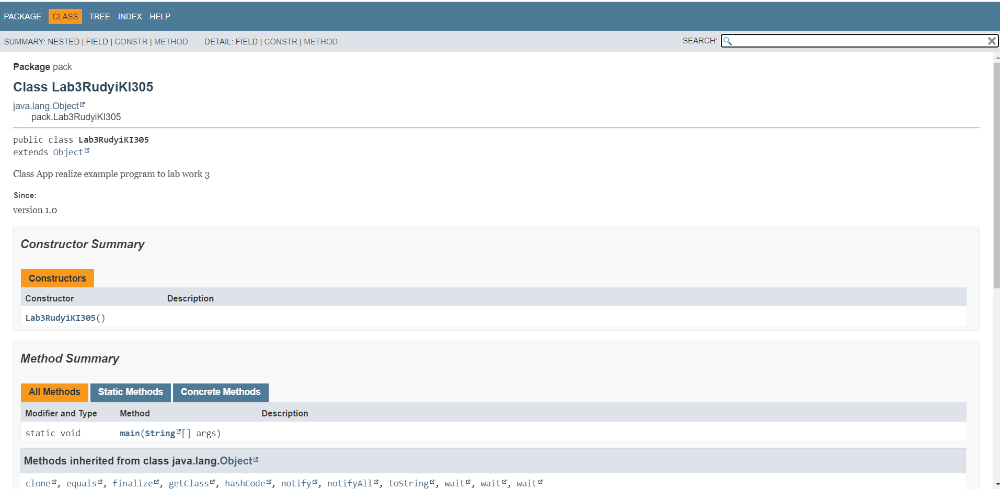 PACKAGE CLASS TREE INDEX HELP
SUMMARY: NESTED | FIELD | CONSTR | METHOD DETAIL: FIELD | CONSTR | METHOD SEARCH:
Package pack
Class Lab3RudyiKI305
java.lang.Object
pack.Lab3RudyiKI305
public class Lab3RudyiKI305
extends Object
Class App realize example program to lab work 3
Since:
version 1.0
Constructor Summary
Constructors
Constructor Description
Lab3RudyiKI305()
Method Summary
All Methods Static Methods Concrete Methods
Modifier and Type Method Description
static void main(String[] args)
Methods inherited from class java.lang.Object
clone, equals, finalize, getClass, hashCode, notify, notifyAll, toString, wait, wait, wait